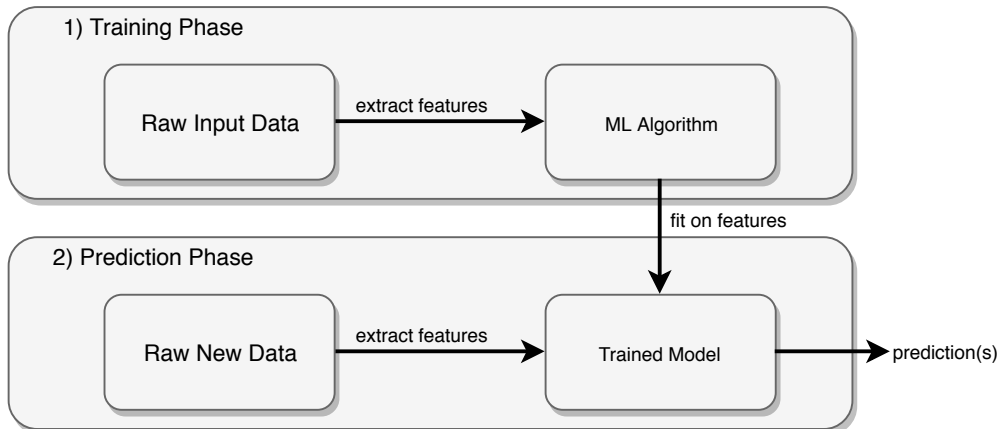 1) Training Phase
Raw Input Data
extract features
ML Algorithm
fit on features
2) Prediction Phase
Raw New Data
extract features
Trained Model
prediction(s)